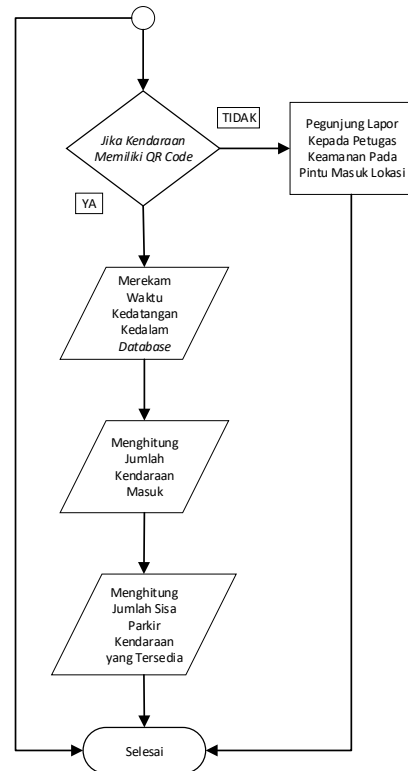 Jika Kendaraan
Memiliki QR Code
TIDAK
Pegunjung Lapor
Kepada Petugas
Keamanan Pada
Pintu Masuk Lokasi
YA
Merekam
Waktu
Kedatangan
Kedalam
Database
Menghitung
Jumlah
Kendaraan
Masuk
Menghitung
Jumlah Sisa
Parkir
Kendaraan
yang Tersedia
Selesai